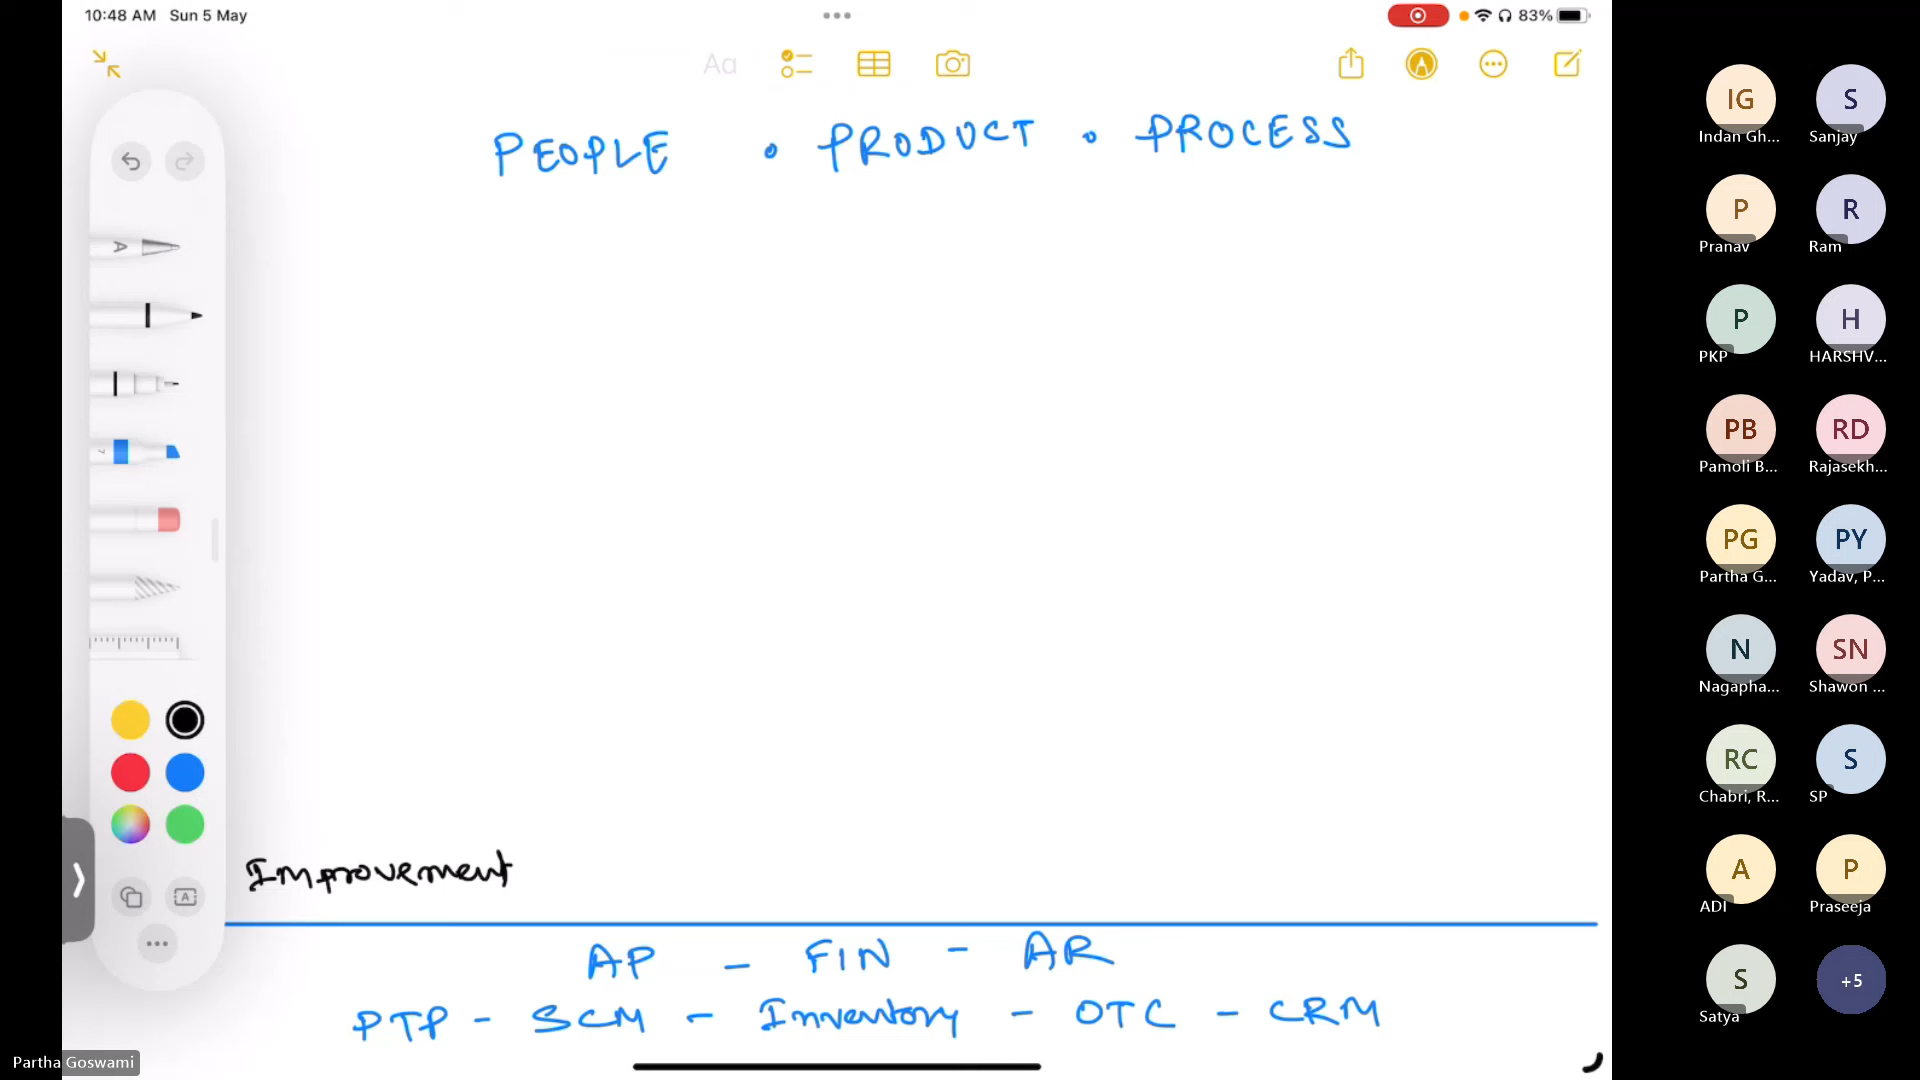 10:48 AM Sun 5 May
83%
Aa
PEOPLE • PRODUCT • PROCESS
Improvement
AP - FIN - AR
PTP - SCM - Inventory - OTC - CRM
Partha Goswami
IG S
Indan Gh... Sanjay
P R
Pranav Ram
P H
PKP HARSHV...
PB RD
Pamoli B... Rajasekh...
PG PY
Partha G... Yadav, P...
N SN
Nagapha... Shawon ...
RC S
Chabri, R... SP
A P
ADI Praseeja
S +5
Satya